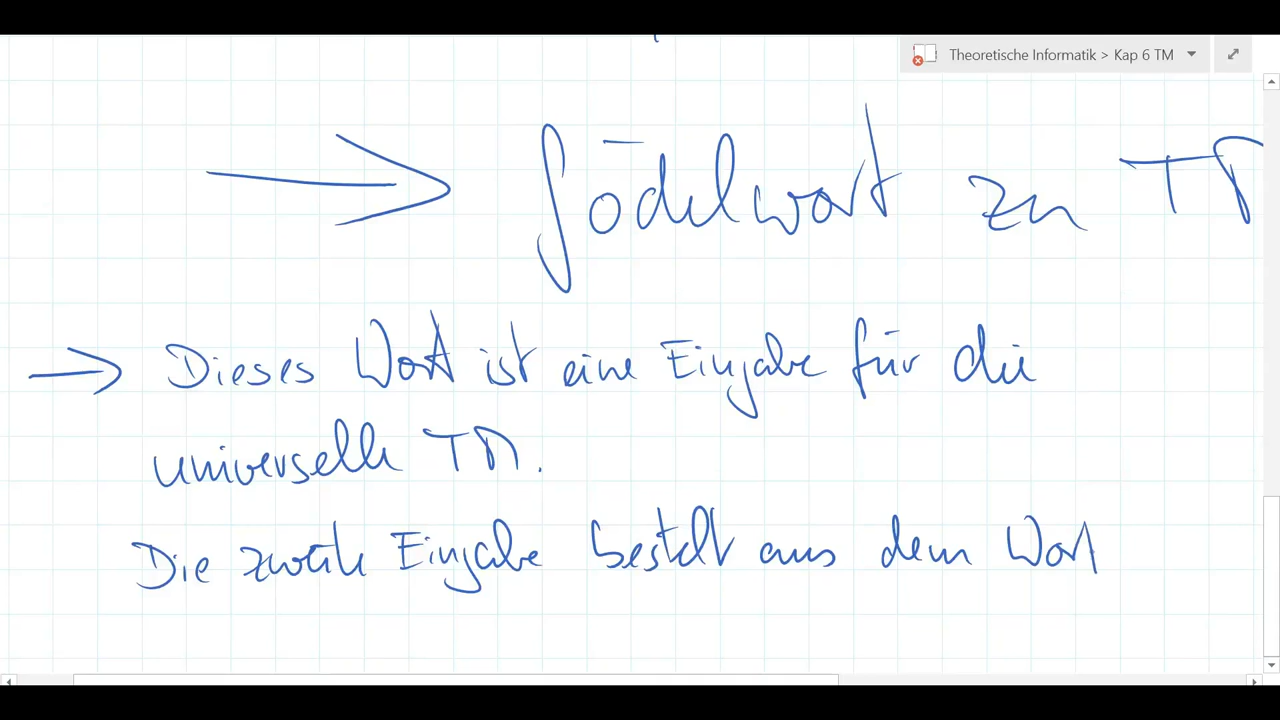 Theoretische Informatik > Kap 6 TM
→ Gödelwort zu TM
→ Dieses Wort ist eine Eingabe für die
universelle TM.
Die zweite Eingabe besteht aus dem Wort